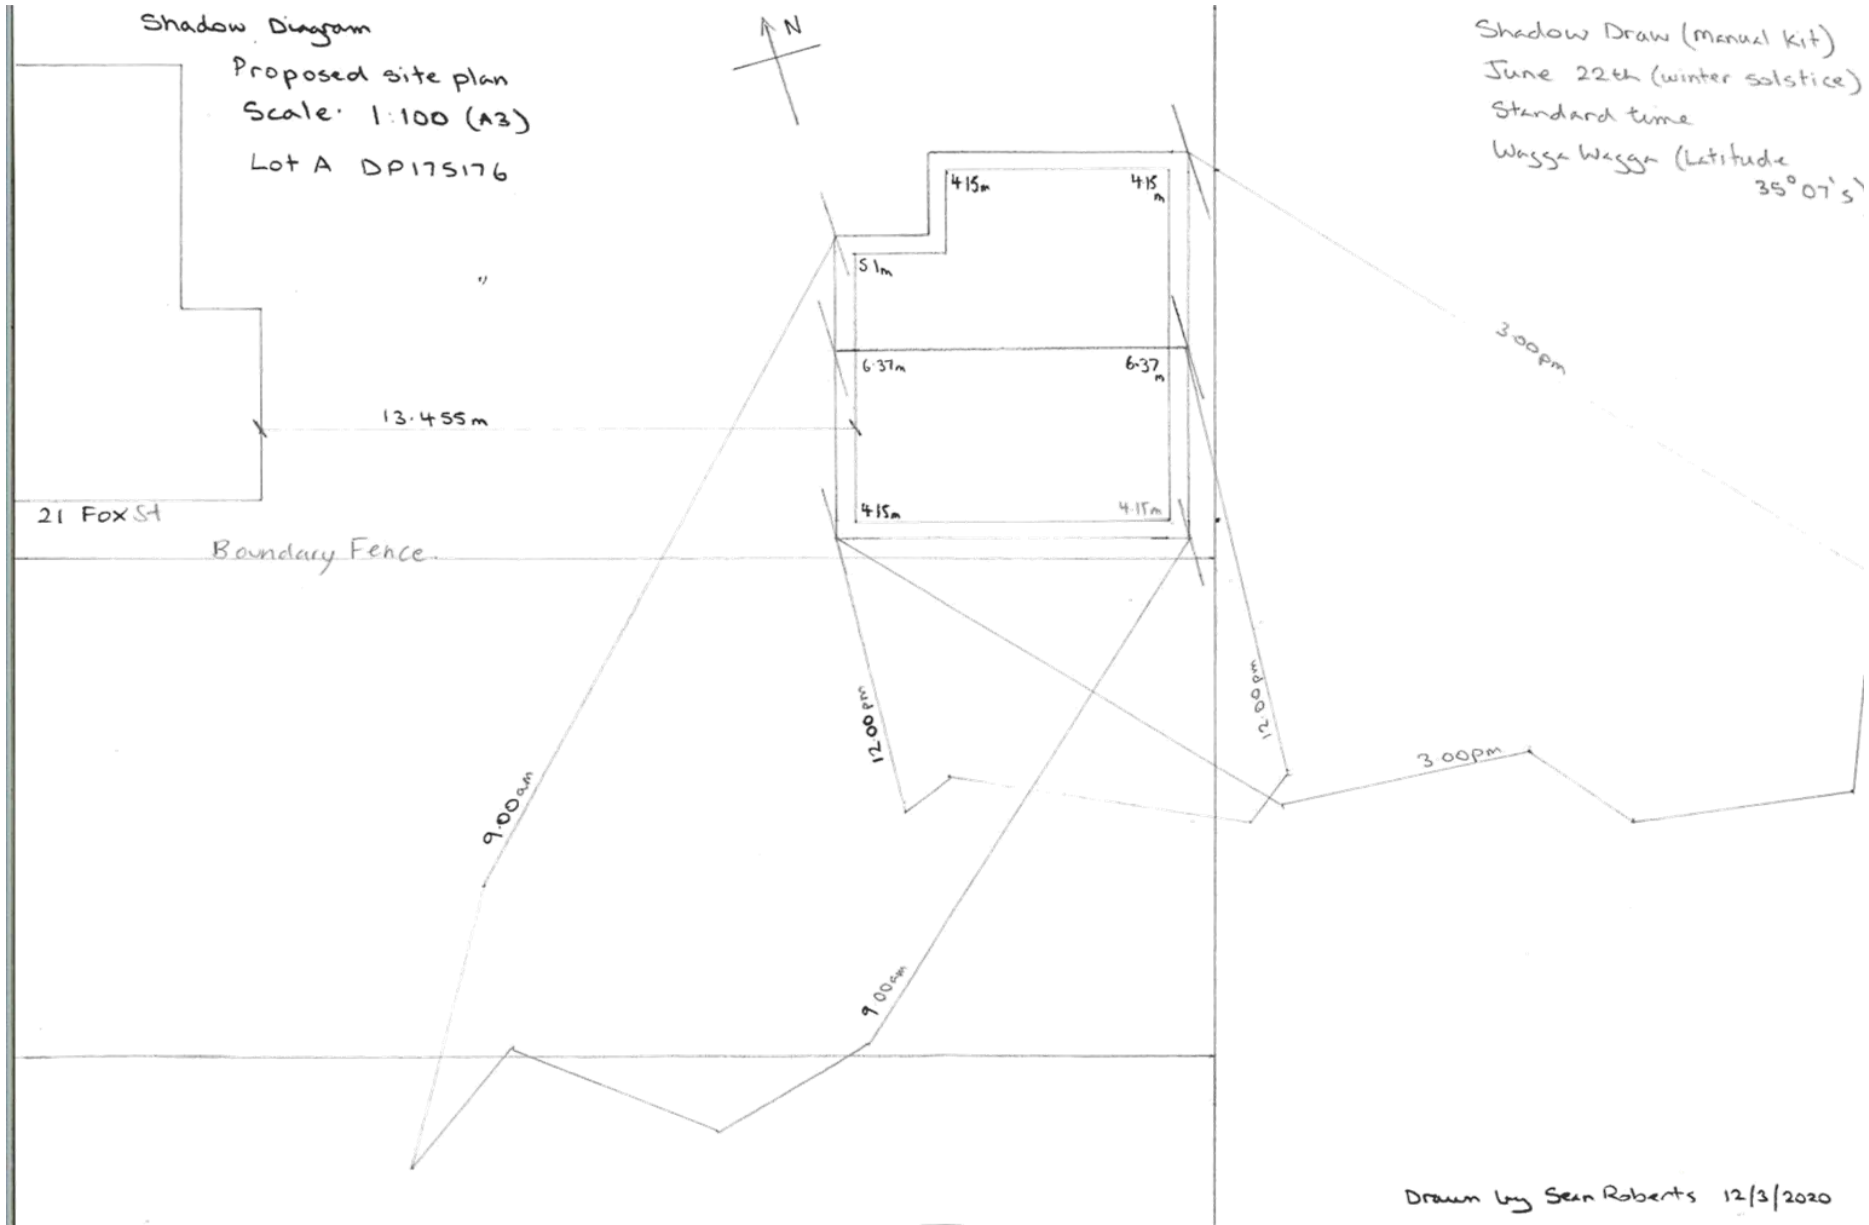 Shadow Diagram
Proposed site plan
Scale. 1:100 (A3)
Lot A DP175176
N
Shadow Draw (manual kit)
June 22th (winter solstice)
Standard time
Wagga Wagga (Latitude
35°07's)
4.15m
4.15
m
5.1m
6.37m
6.37
m
4.15m
4.15m
13.455m
21 Fox St
Boundary Fence.
3.00pm
12.00pm
12.00pm
3.00pm
9.00am
9.00am
Drawn by Sean Roberts 12/3/2020